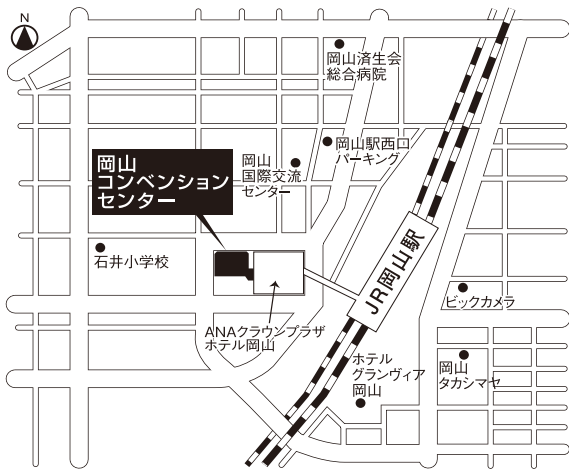 N
岡山済生会
総合病院
岡山駅西口
パーキング
岡山
国際交流
センター
岡山
コンベンション
センター
石井小学校
JR岡山駅
ビックカメラ
ANAクラウンプラザ
ホテル岡山
ホテル
グランヴィア
岡山
岡山
タカシマヤ